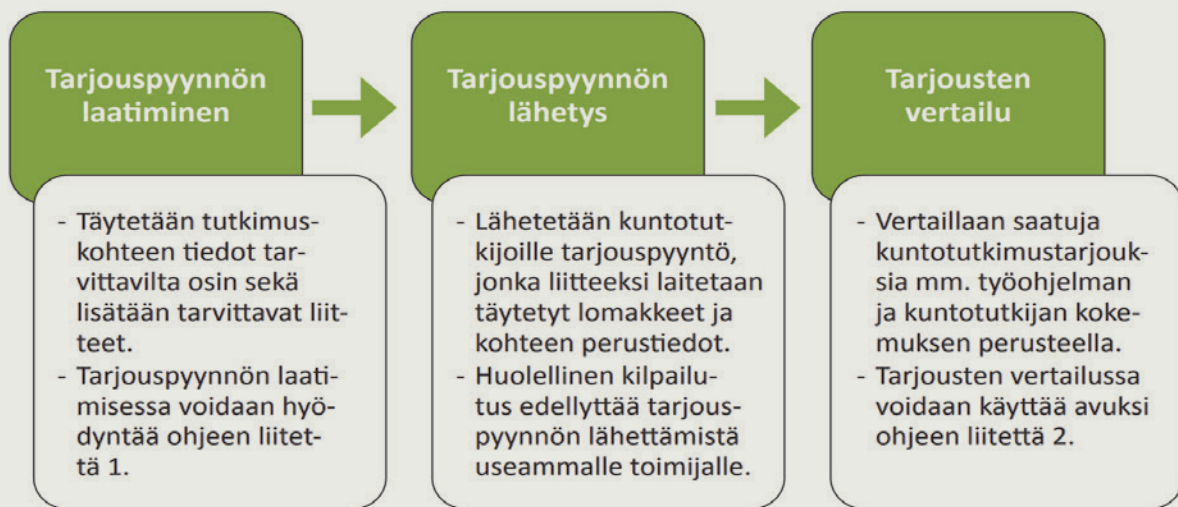 Tarjouspyynnön
laatiminen
- Täytetään tutkimus-
kohteen tiedot tar-
vittavilta osin sekä
lisätään tarvittavat liit-
teet.
- Tarjouspyynnön laati-
misessa voidaan hyö-
dyntää ohjeen liitet-
tä 1.
Tarjouspyynnön
lähetys
- Lähetetään kuntotut-
kijoille tarjouspyyntö,
jonka liitteeksi laitetaan
täytetyt lomakkeet ja
kohteen perustiedot.
- Huolellinen kilpailu-
tus edellyttää tarjous-
pyynnön lähettämistä
useammalle toimijalle.
Tarjousten
vertailu
- Vertaillaan saatuja
kuntotutkimustarjouk-
sia mm. työohjelman
ja kuntotutkijan koke-
muksen perusteella.
- Tarjousten vertailussa
voidaan käyttää avuksi
ohjeen liitettä 2.